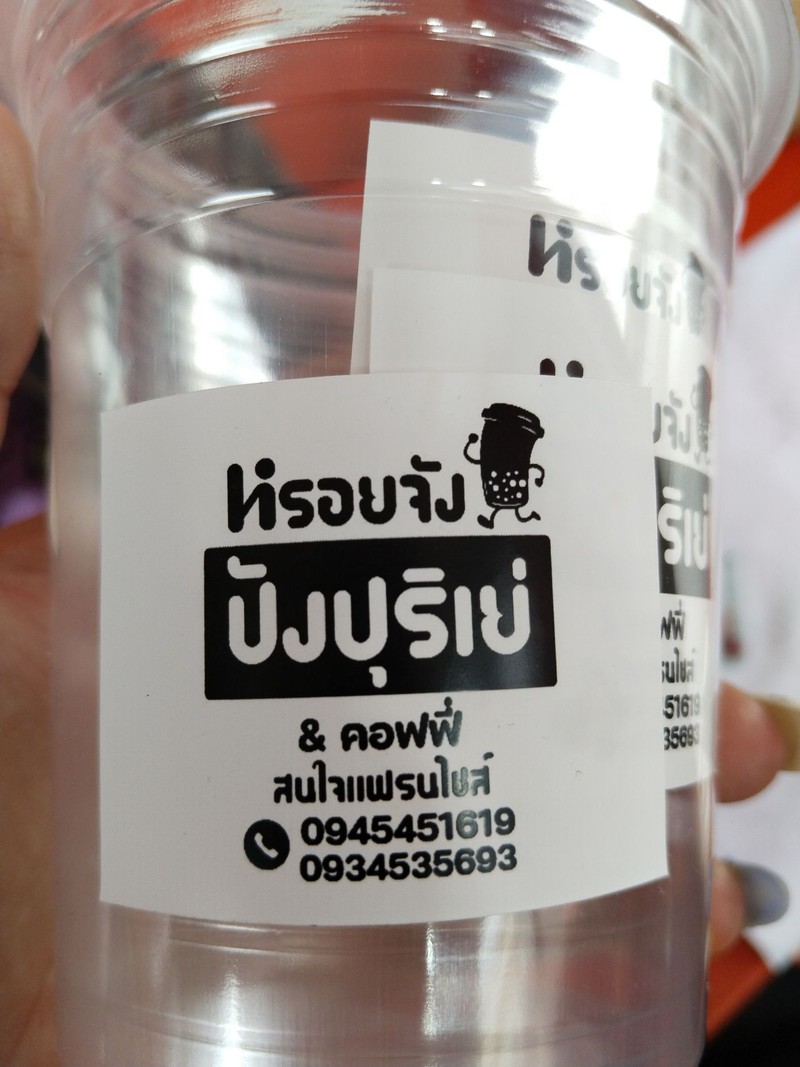 หรอยจัง
ปังปุริเย่
& คอฟฟี่
สนใจแฟรนไชส์
0945451619
0934535693